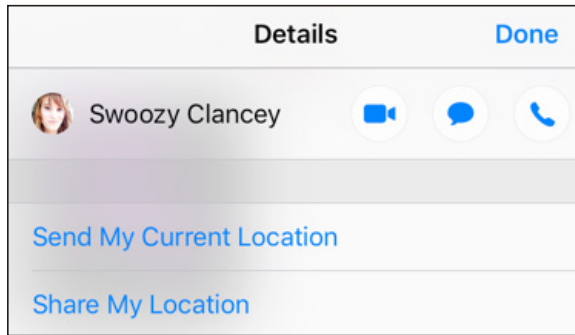 Details Done
Swoozy Clancey
Send My Current Location
Share My Location